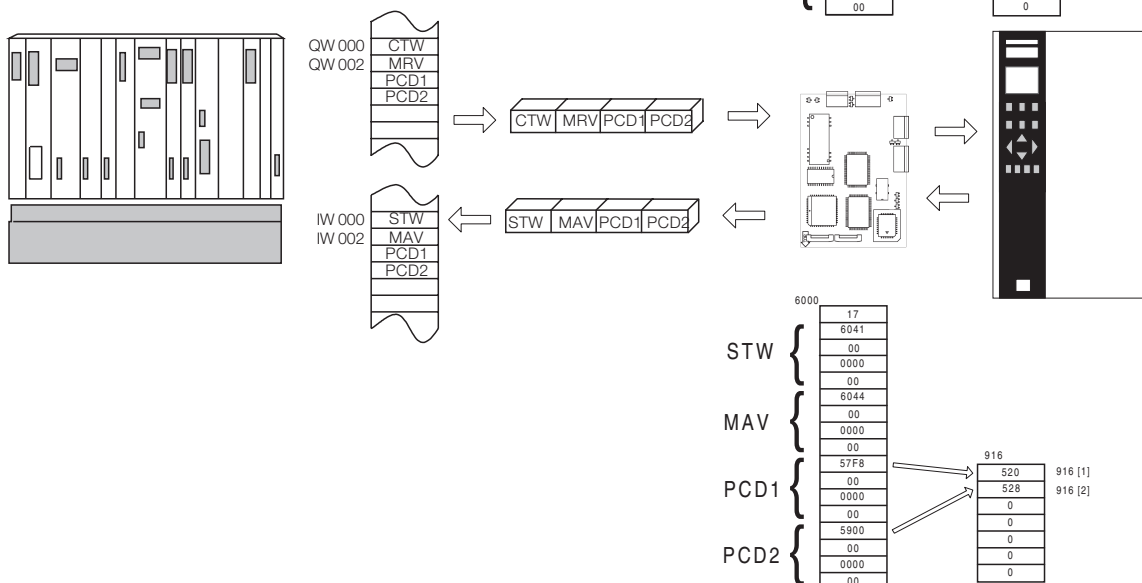 00
0
QW 000 CTW
QW 002 MRV
PCD1
PCD2
CTW MRV PCD1 PCD2
IW 000 STW
IW 002 MAV
PCD1
PCD2
STW MAV PCD1 PCD2
6000
17
STW
6041
00
0000
00
MAV
6044
00
0000
00
PCD1
57F8
00
0000
00
PCD2
5900
00
0000
00
916
520 916 [1]
528 916 [2]
0
0
0
0
0